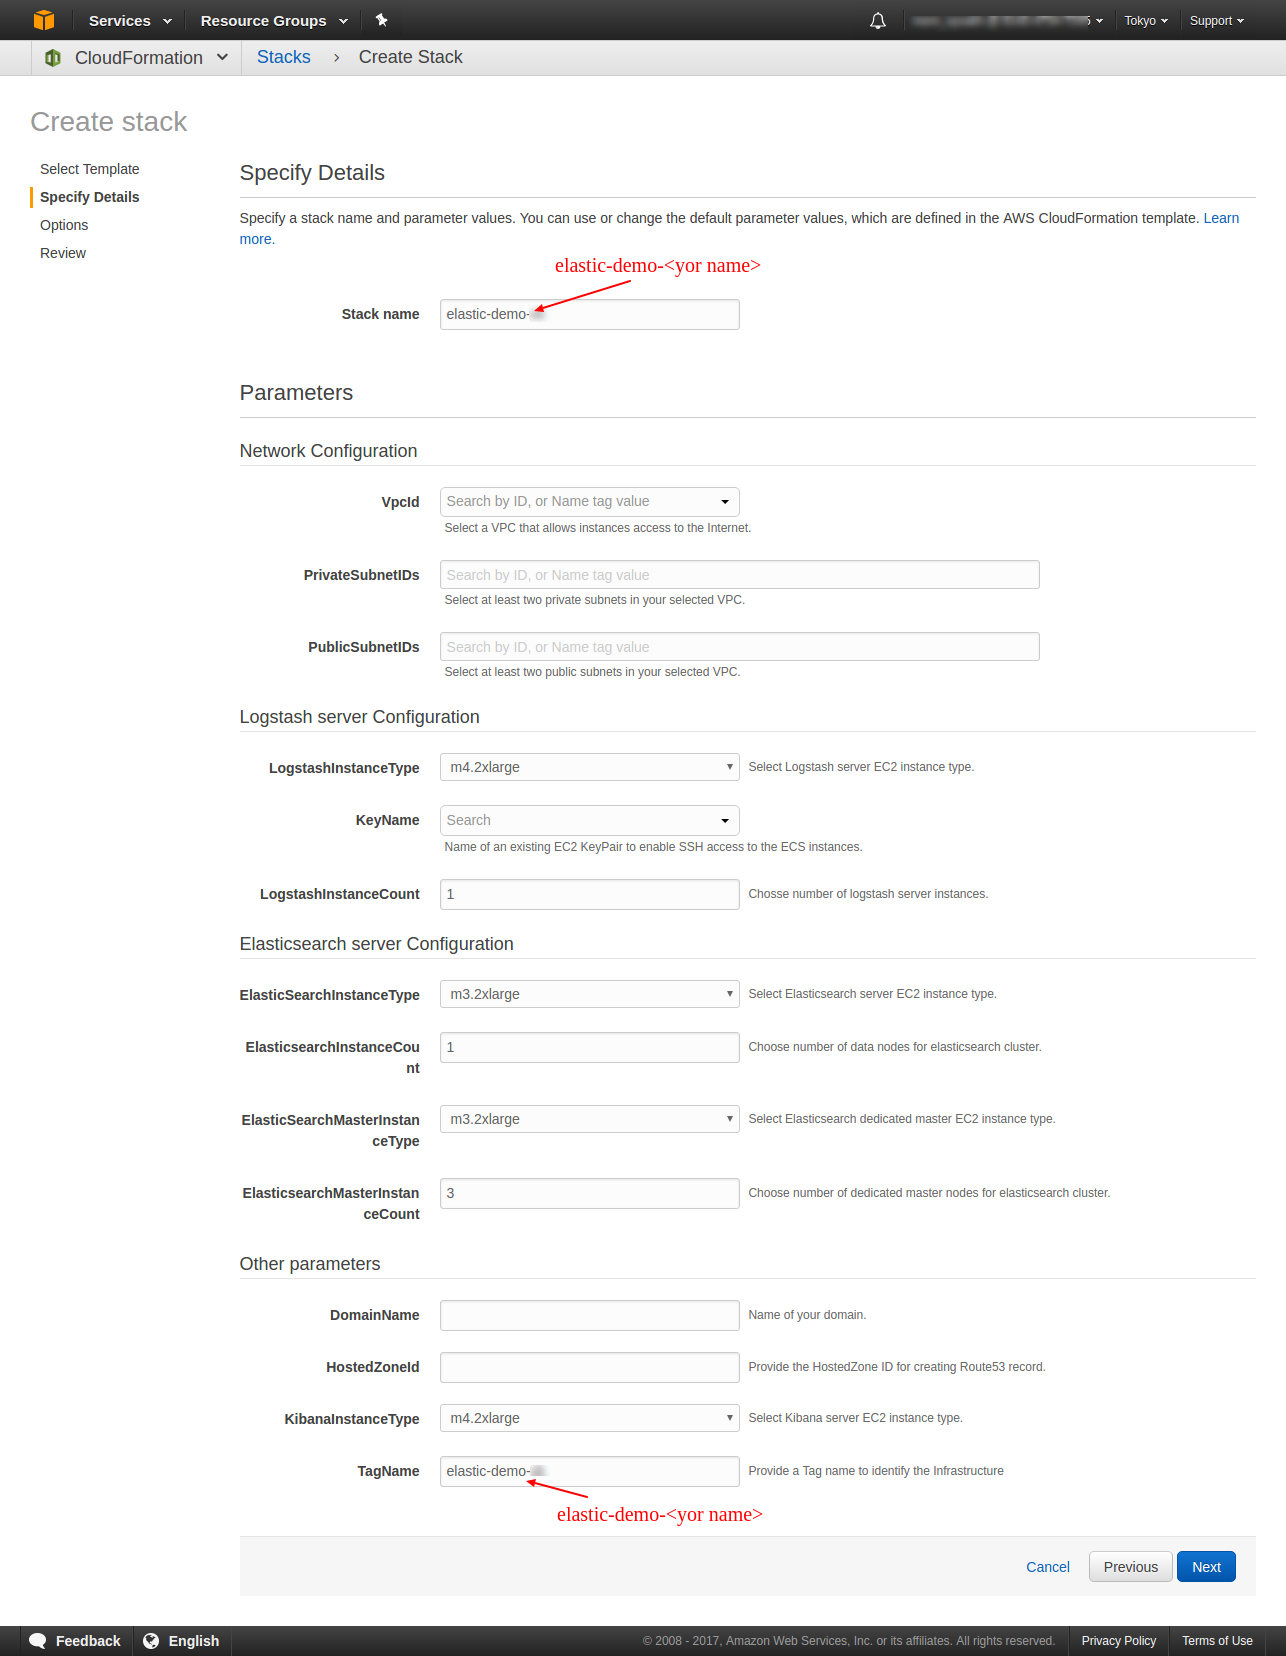 Services Resource Groups Tokyo Support
CloudFormation Stacks › Create Stack
Create stack
Select Template
Specify Details
Options
Review
Specify Details
Specify a stack name and parameter values. You can use or change the default parameter values, which are defined in the AWS CloudFormation template. Learn
more.
elastic-demo-<yor name>
Stack name elastic-demo-
Parameters
Network Configuration
VpcId Search by ID, or Name tag value
Select a VPC that allows instances access to the Internet.
PrivateSubnetIDs Search by ID, or Name tag value
Select at least two private subnets in your selected VPC.
PublicSubnetIDs Search by ID, or Name tag value
Select at least two public subnets in your selected VPC.
Logstash server Configuration
LogstashInstanceType m4.2xlarge Select Logstash server EC2 instance type.
KeyName Search
Name of an existing EC2 KeyPair to enable SSH access to the ECS instances.
LogstashInstanceCount 1 Chosse number of logstash server instances.
Elasticsearch server Configuration
ElasticSearchInstanceType m3.2xlarge Select Elasticsearch server EC2 instance type.
ElasticsearchInstanceCou 1 Choose number of data nodes for elasticsearch cluster.
nt
ElasticSearchMasterInstan m3.2xlarge Select Elasticsearch dedicated master EC2 instance type.
ceType
ElasticsearchMasterInstan 3 Choose number of dedicated master nodes for elasticsearch cluster.
ceCount
Other parameters
DomainName Name of your domain.
HostedZoneId Provide the HostedZone ID for creating Route53 record.
KibanaInstanceType m4.2xlarge Select Kibana server EC2 instance type.
TagName elastic-demo- Provide a Tag name to identify the Infrastructure
elastic-demo-<yor name>
Cancel Previous Next
Feedback English © 2008 - 2017, Amazon Web Services, Inc. or its affiliates. All rights reserved. Privacy Policy Terms of Use